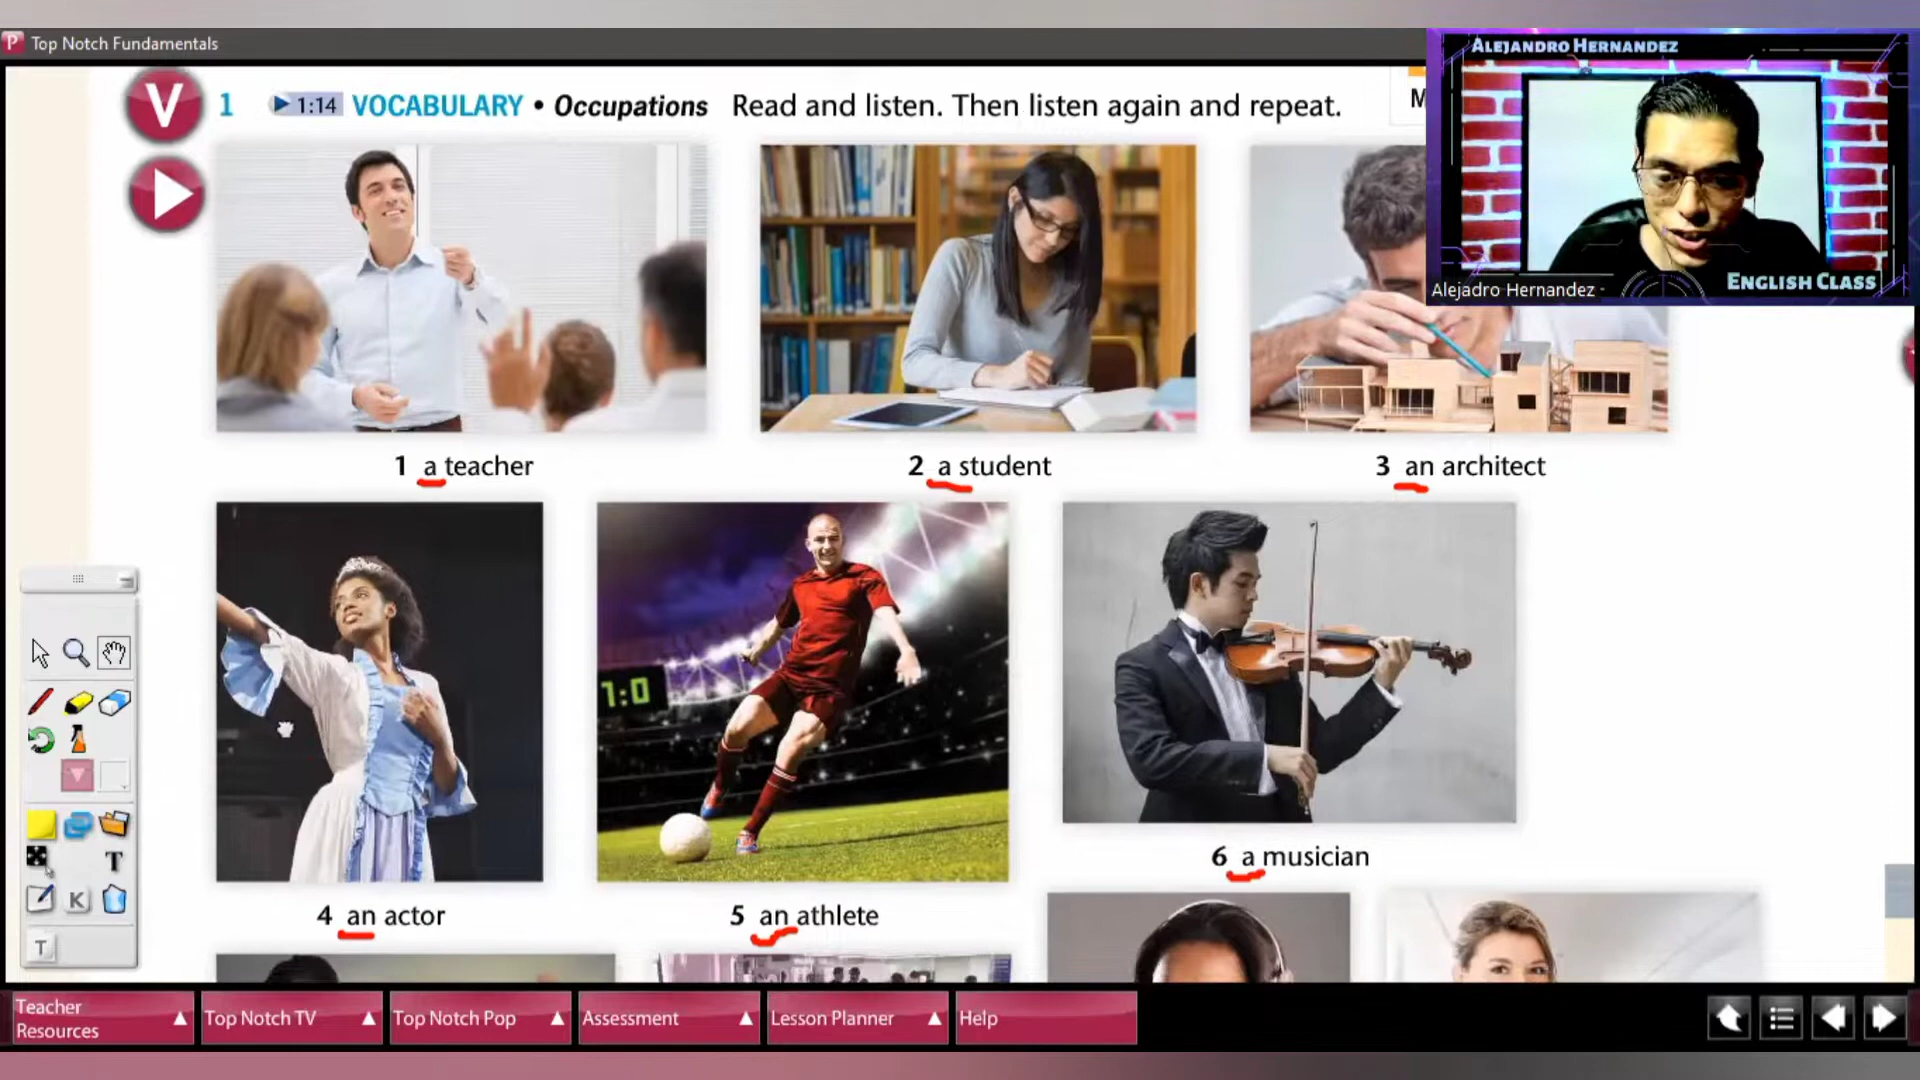 Top Notch Fundamentals
ALEJANDRO HERNANDEZ
V
1 1:14 VOCABULARY • Occupations Read and listen. Then listen again and repeat.
M
Alejadro Hernandez -
ENGLISH CLASS
1 a teacher
2 a student
3 an architect
1:0
6 a musician
4 an actor
5 an athlete
T
K
T
Teacher Resources
Top Notch TV
Top Notch Pop
Assessment
Lesson Planner
Help